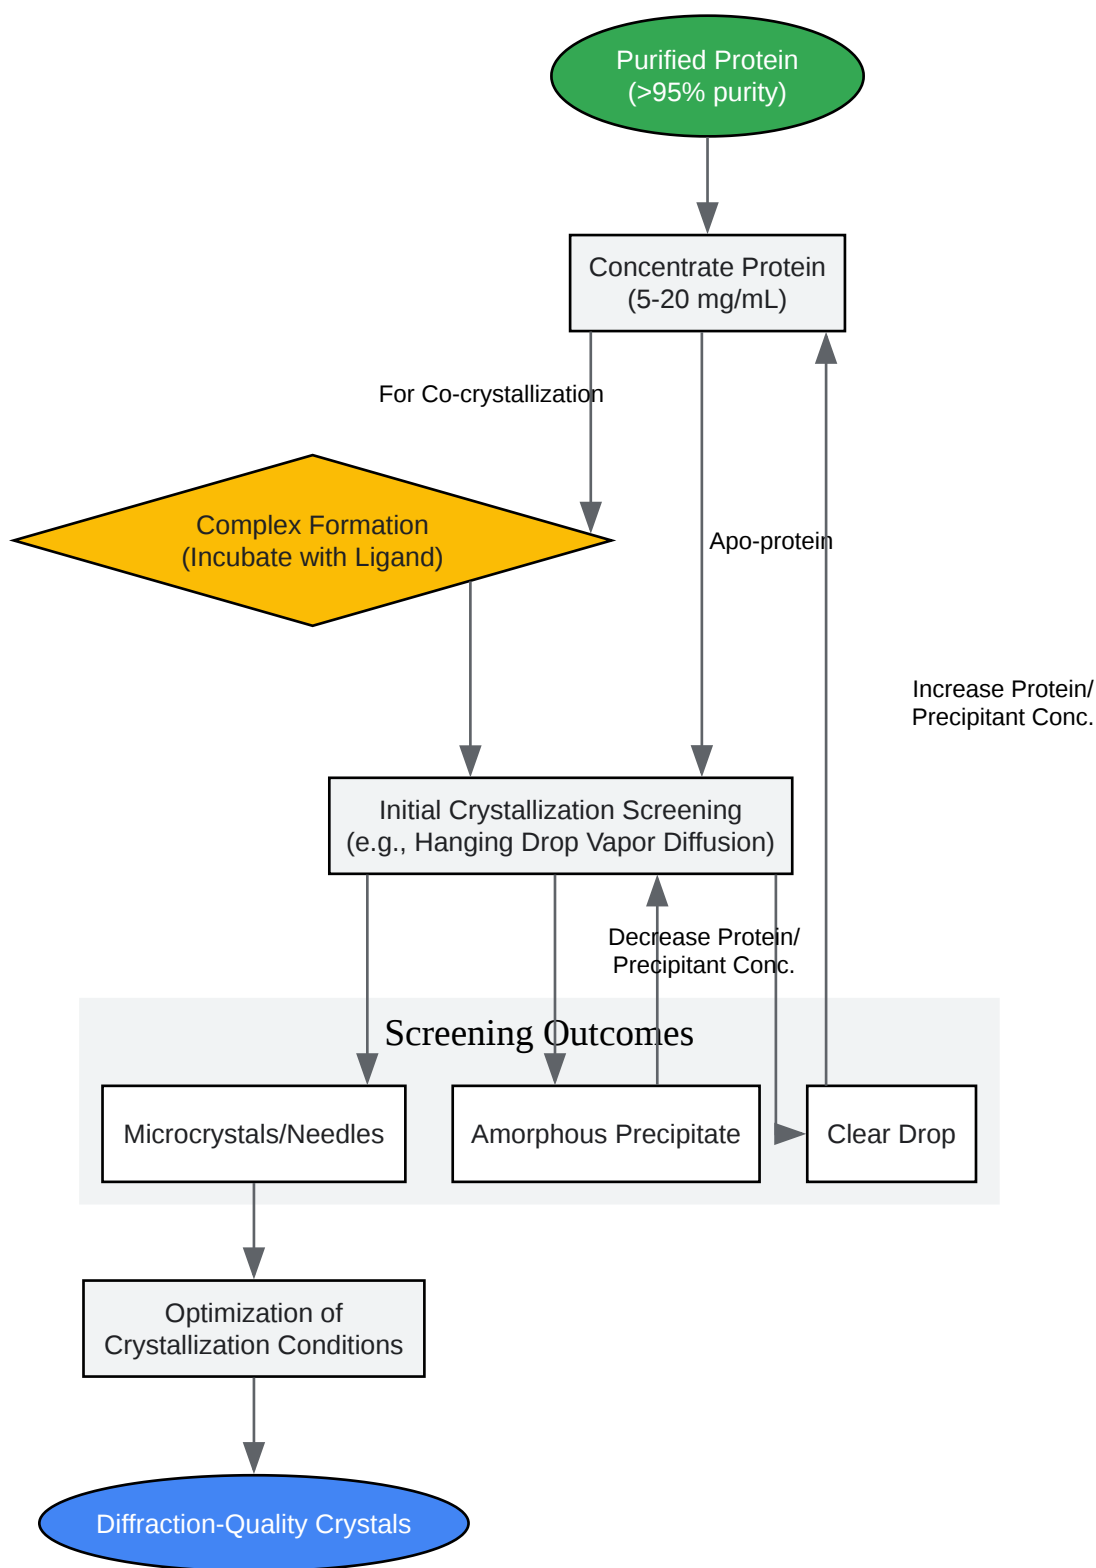 Purified Protein
(>95% purity)
Concentrate Protein
(5-20 mg/mL)
For Co-crystallization
Complex Formation
(Incubate with Ligand)
Apo-protein
Increase Protein/
Precipitant Conc.
Initial Crystallization Screening
(e.g., Hanging Drop Vapor Diffusion)
Decrease Protein/
Precipitant Conc.
Screening Outcomes
Microcrystals/Needles
Amorphous Precipitate
Clear Drop
Optimization of
Crystallization Conditions
Diffraction-Quality Crystals